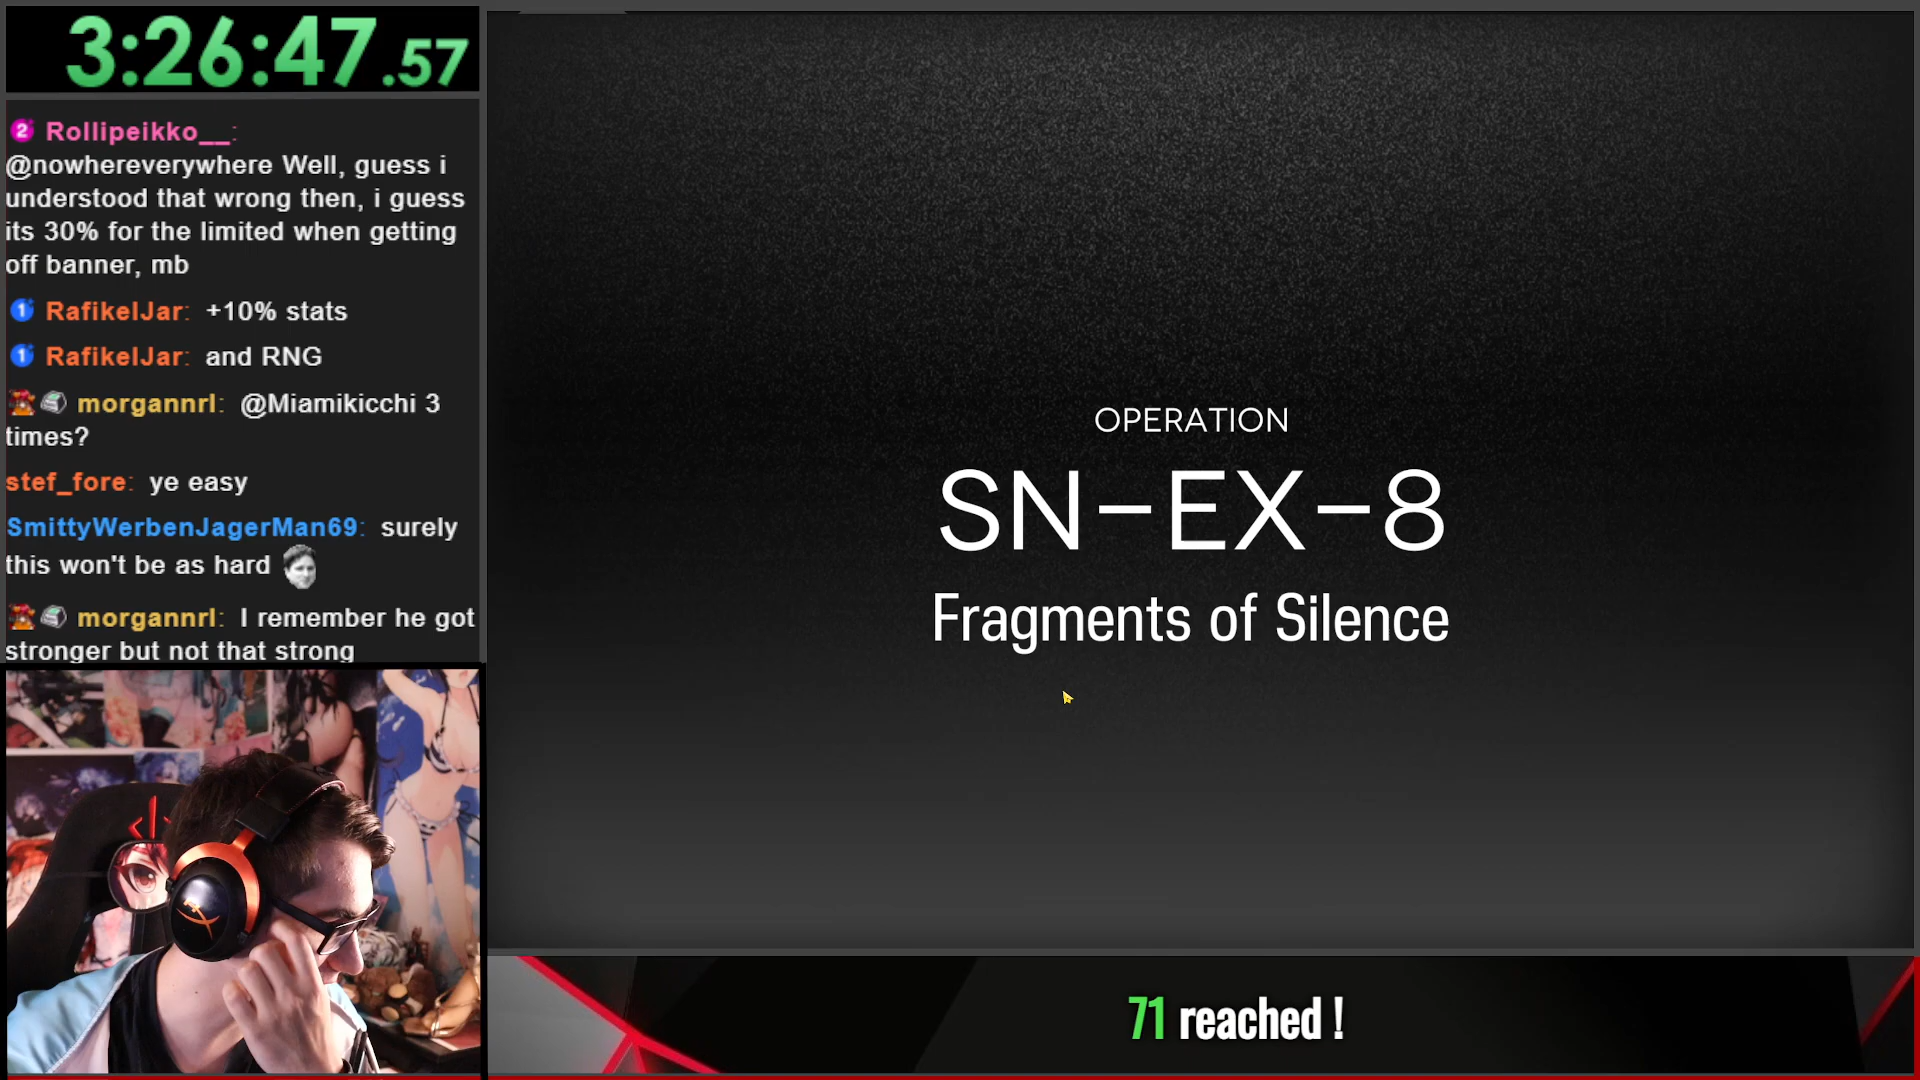 3:26:47.57
2 Rollipeikko__:
@nowhereverywhere Well, guess i
understood that wrong then, i guess
its 30% for the limited when getting
off banner, mb
1 RafikelJar: +10% stats
1 RafikelJar: and RNG
morgannrl: @Miamikicchi 3
times?
stef_fore: ye easy
SmittyWerbenJagerMan69: surely
this won't be as hard
morgannrl: I remember he got
stronger but not that strong
OPERATION
SN-EX-8
Fragments of Silence
71 reached !